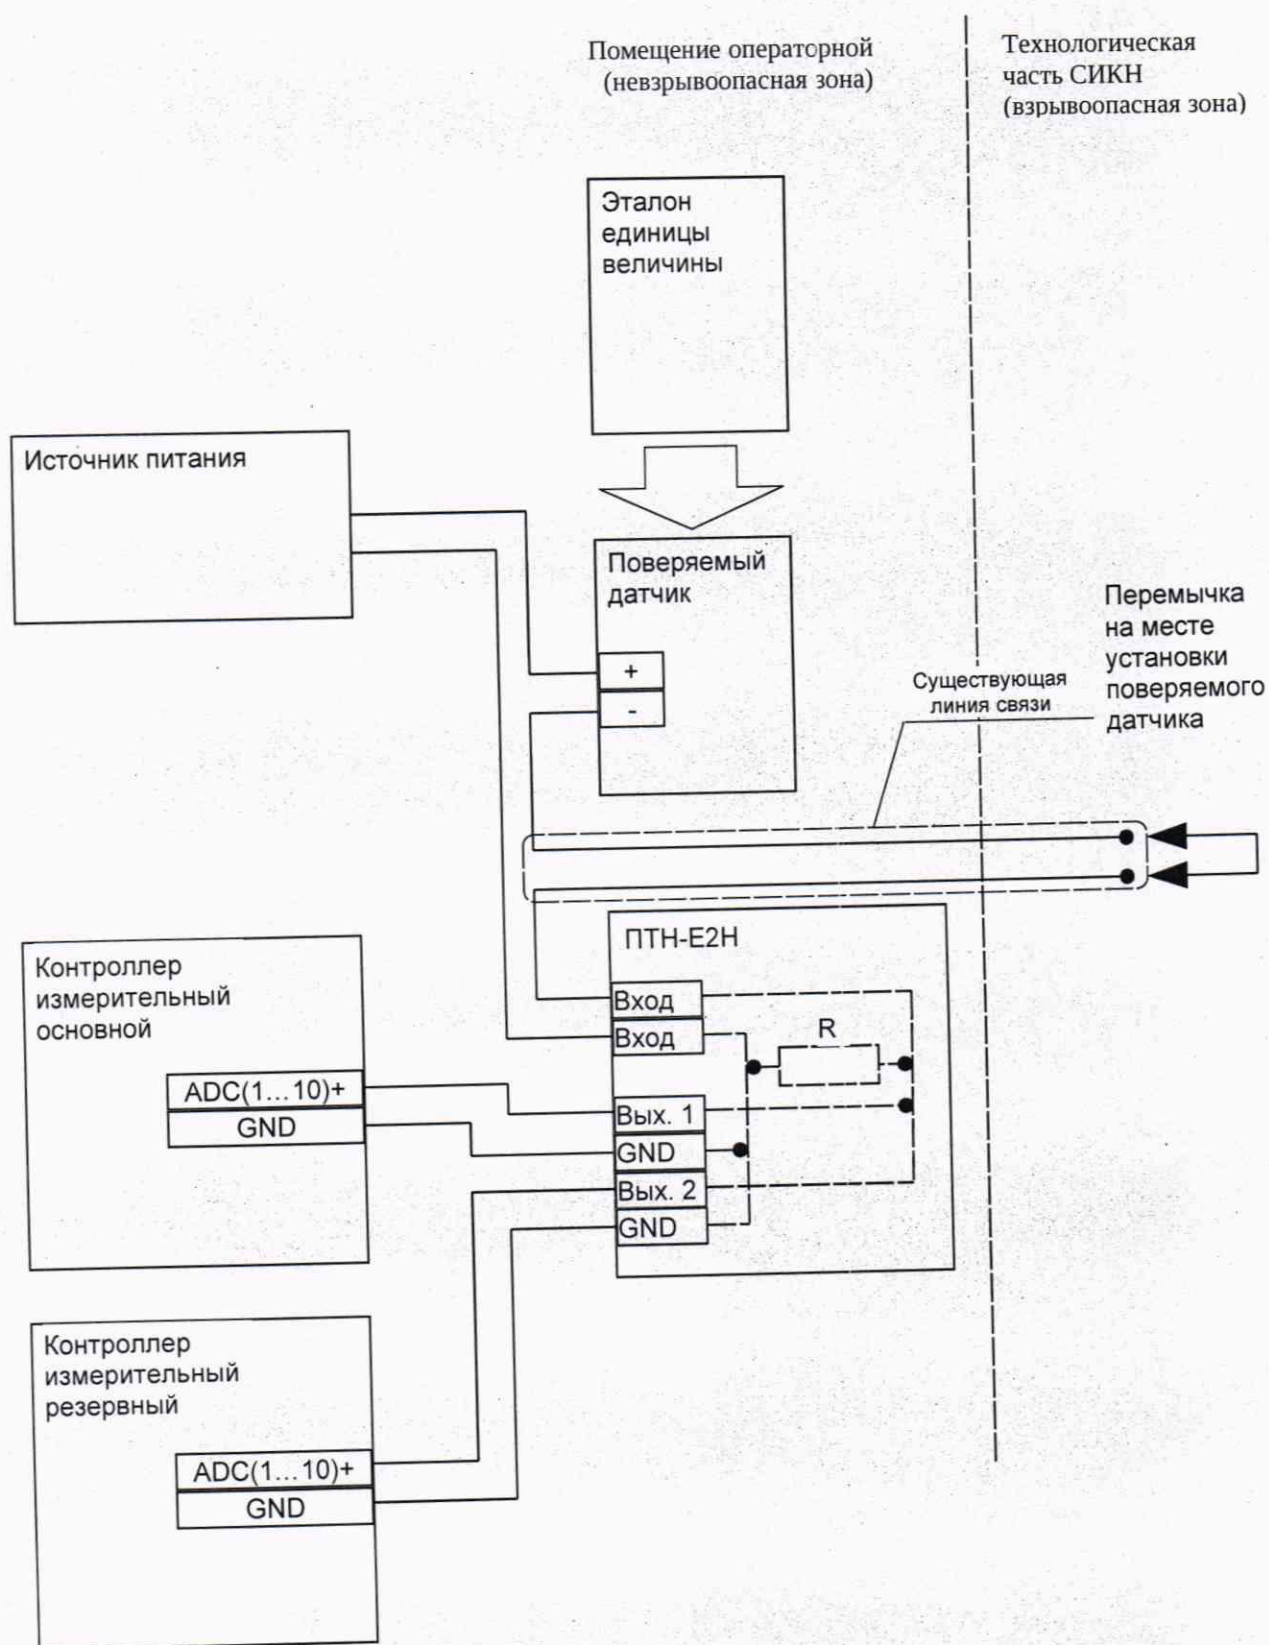 Помещение операторной
(невзрывоопасная зона)
Технологическая
часть СИКН
(взрывоопасная зона)
Эталон
единицы
величины
Источник питания
Поверяемый
датчик
+
-
Существующая
линия связи
Перемычка
на месте
установки
поверяемого
датчика
ПТН-Е2Н
Вход
Вход
R
Вых. 1
GND
Вых. 2
GND
Контроллер
измерительный
основной
ADC(1...10)+
GND
Контроллер
измерительный
резервный
ADC(1...10)+
GND